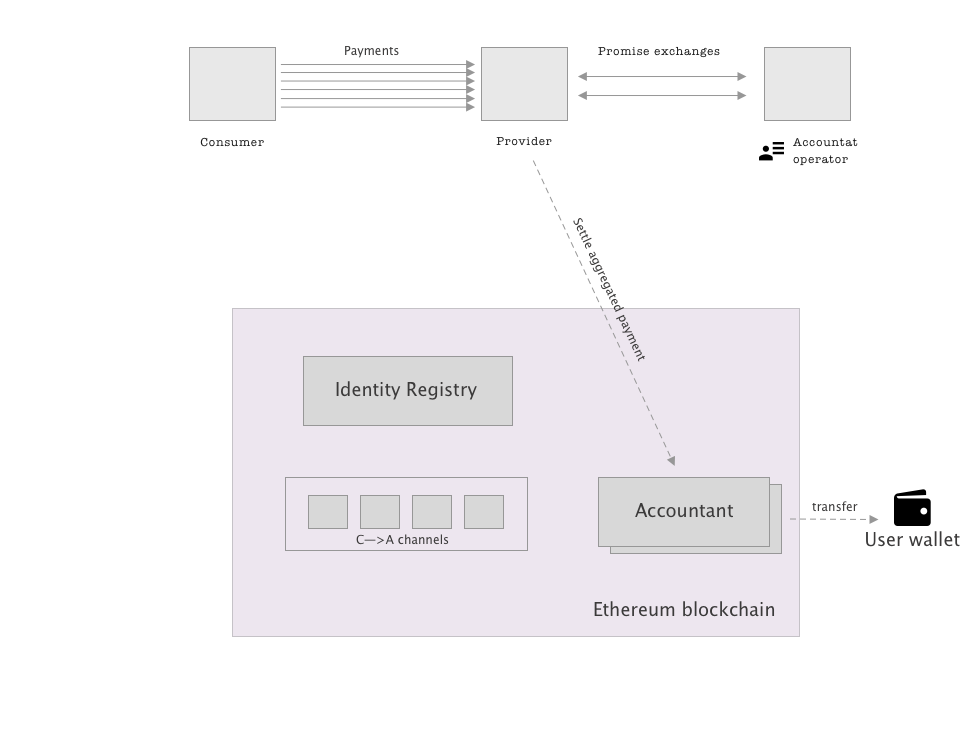 Payments
Promise exchanges
Consumer
Provider
Accountat
operator
Settle aggregated payment
Identity Registry
C—>A channels
Accountant
transfer
User wallet
Ethereum blockchain